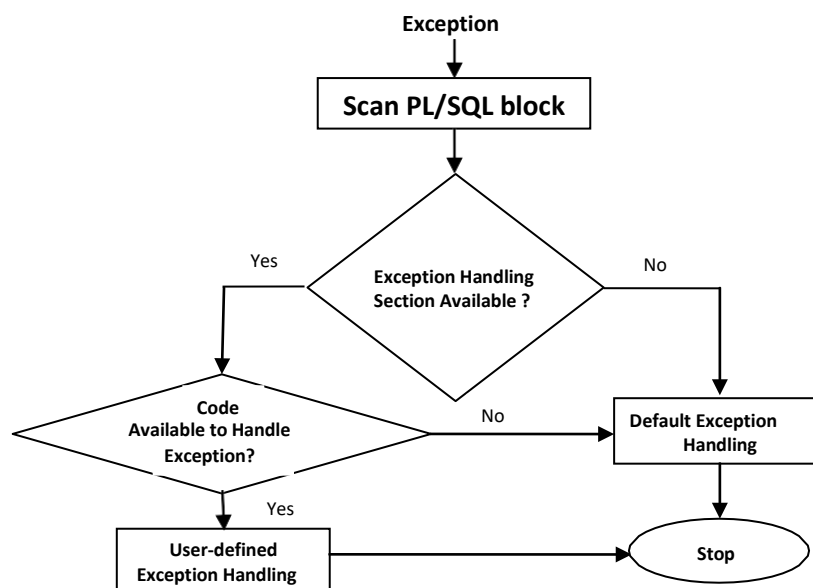 Exception
Scan PL/SQL block
Yes
Exception Handling
Section Available ?
No
Code
Available to Handle
Exception?
No
Default Exception
Handling
Yes
User-defined
Exception Handling
Stop